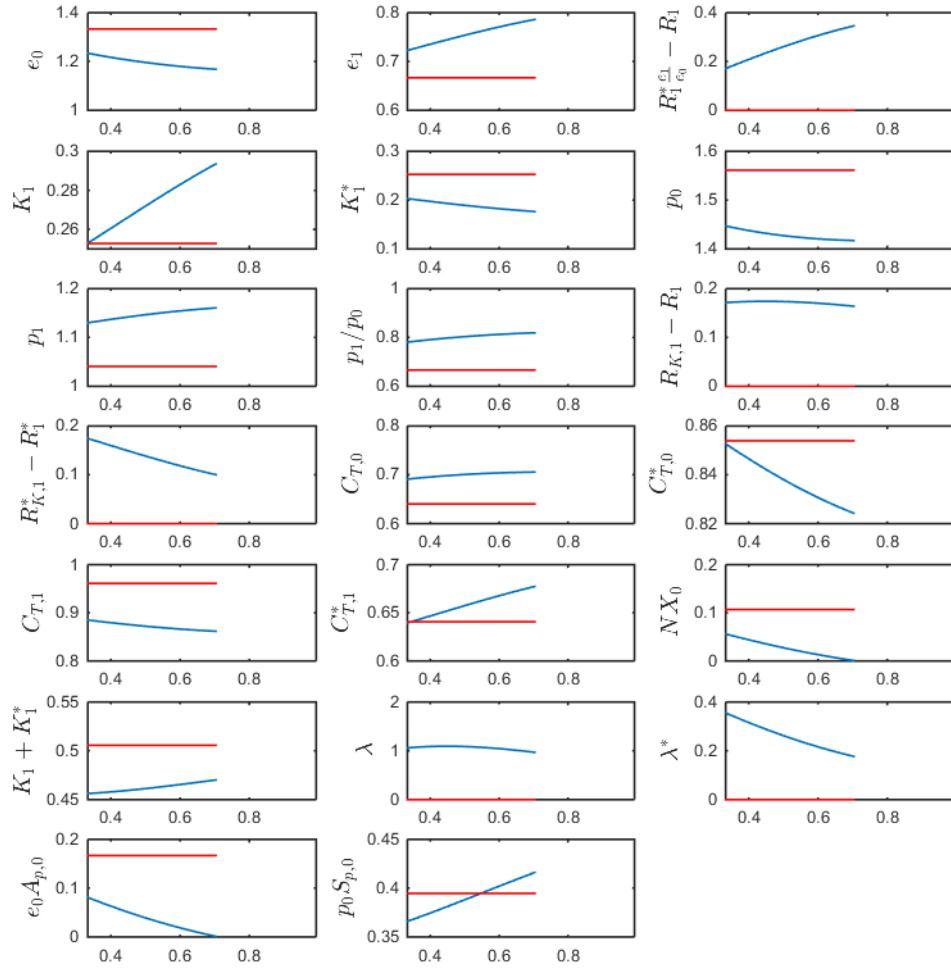 1.4 1.2 1 e₀ 0.4 0.6 0.8
0.8 0.7 0.6 e₁ 0.4 0.6 0.8
0.4 0.2 0 R₁* e₁/e₀ − R₁ 0.4 0.6 0.8
0.3 0.28 0.26 K₁ 0.4 0.6 0.8
0.3 0.2 0.1 K₁* 0.4 0.6 0.8
1.6 1.5 1.4 p₀ 0.4 0.6 0.8
1.2 1.1 1 p₁ 0.4 0.6 0.8
1 0.8 0.6 p₁/p₀ 0.4 0.6 0.8
0.2 0.1 0 R_{K,1} − R₁ 0.4 0.6 0.8
0.2 0.1 0 R*_{K,1} − R₁* 0.4 0.6 0.8
0.8 0.7 0.6 C_{T,0} 0.4 0.6 0.8
0.86 0.84 0.82 C*_{T,0} 0.4 0.6 0.8
1 0.9 0.8 C_{T,1} 0.4 0.6 0.8
0.7 0.65 0.6 C*_{T,1} 0.4 0.6 0.8
0.2 0.1 0 NX₀ 0.4 0.6 0.8
0.55 0.5 0.45 K₁ + K₁* 0.4 0.6 0.8
2 1 0 λ 0.4 0.6 0.8
0.4 0.2 0 λ* 0.4 0.6 0.8
0.2 0.1 0 e₀A_{p,0} 0.4 0.6 0.8
0.45 0.4 0.35 p₀S_{p,0} 0.4 0.6 0.8